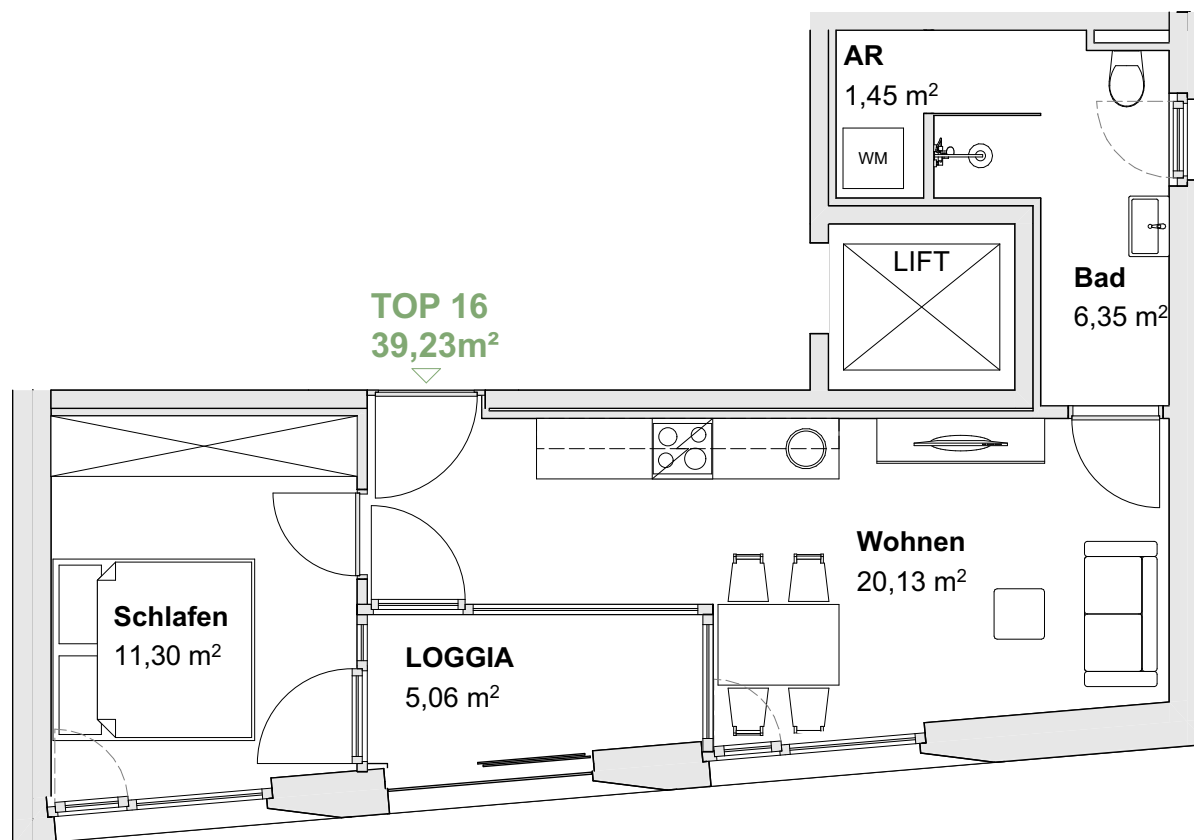 AR
1,45 m²
WM
LIFT
Bad
6,35 m²
TOP 16
39,23m²
Wohnen
20,13 m²
Schlafen
11,30 m²
LOGGIA
5,06 m²